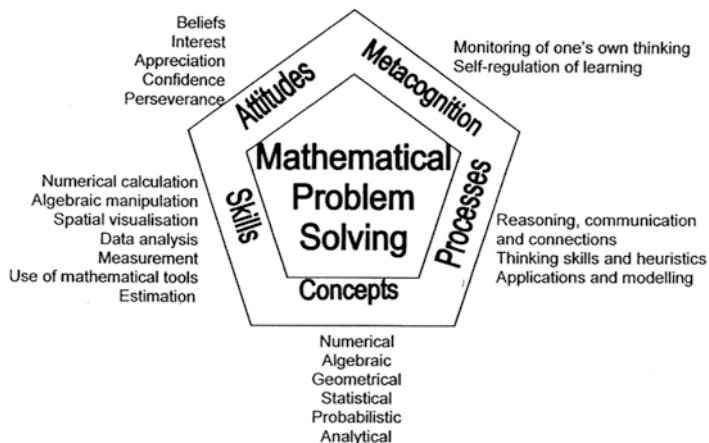 Beliefs
Interest
Appreciation
Confidence
Perseverance
Attitudes
Metacognition
Monitoring of one's own thinking
Self-regulation of learning
Mathematical
Problem
Solving
Numerical calculation
Algebraic manipulation
Spatial visualisation
Data analysis
Measurement
Use of mathematical tools
Estimation
Skills
Processes
Reasoning, communication
and connections
Thinking skills and heuristics
Applications and modelling
Concepts
Numerical
Algebraic
Geometrical
Statistical
Probabilistic
Analytical